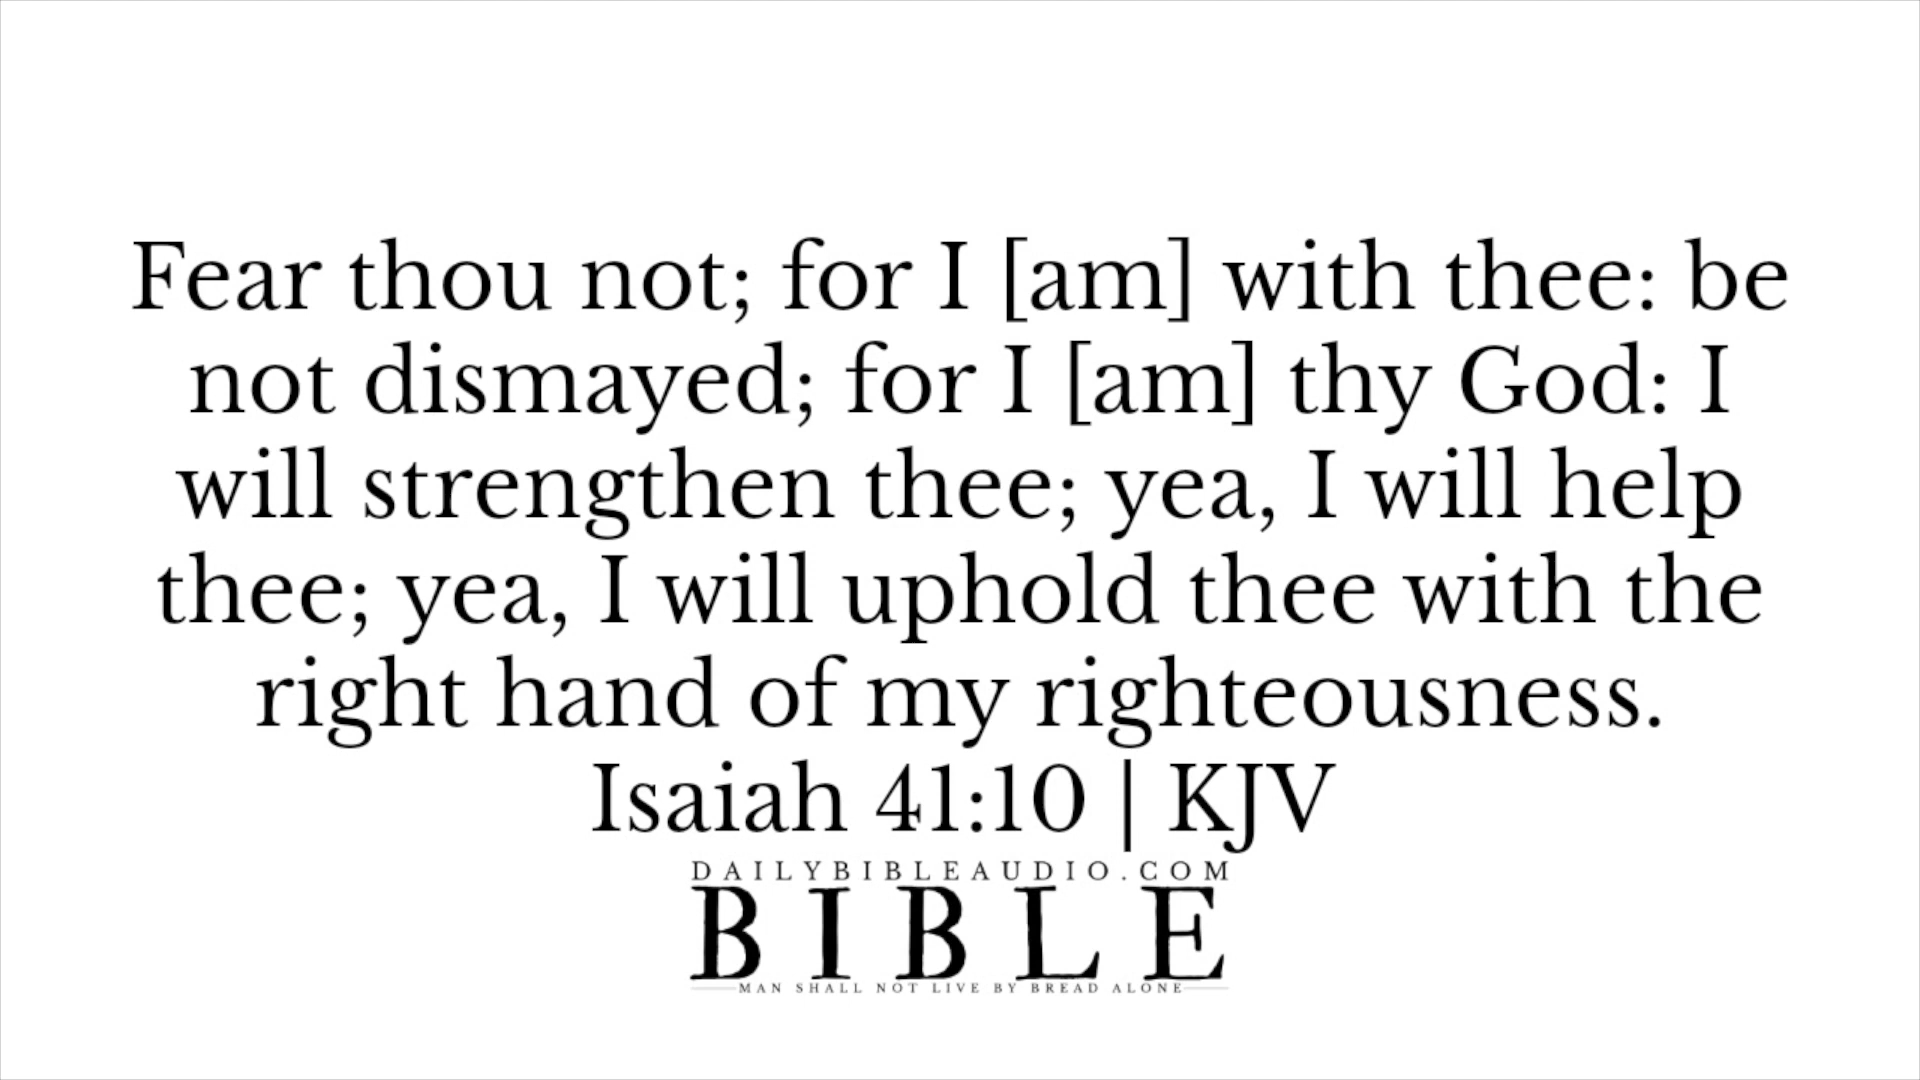 Fear thou not; for I [am] with thee: be
not dismayed; for I [am] thy God: I
will strengthen thee; yea, I will help
thee; yea, I will uphold thee with the
right hand of my righteousness.
Isaiah 41:10 | KJV
DAILYBIBLEAUDIO.COM
BIBLE
MAN SHALL NOT LIVE BY BREAD ALONE